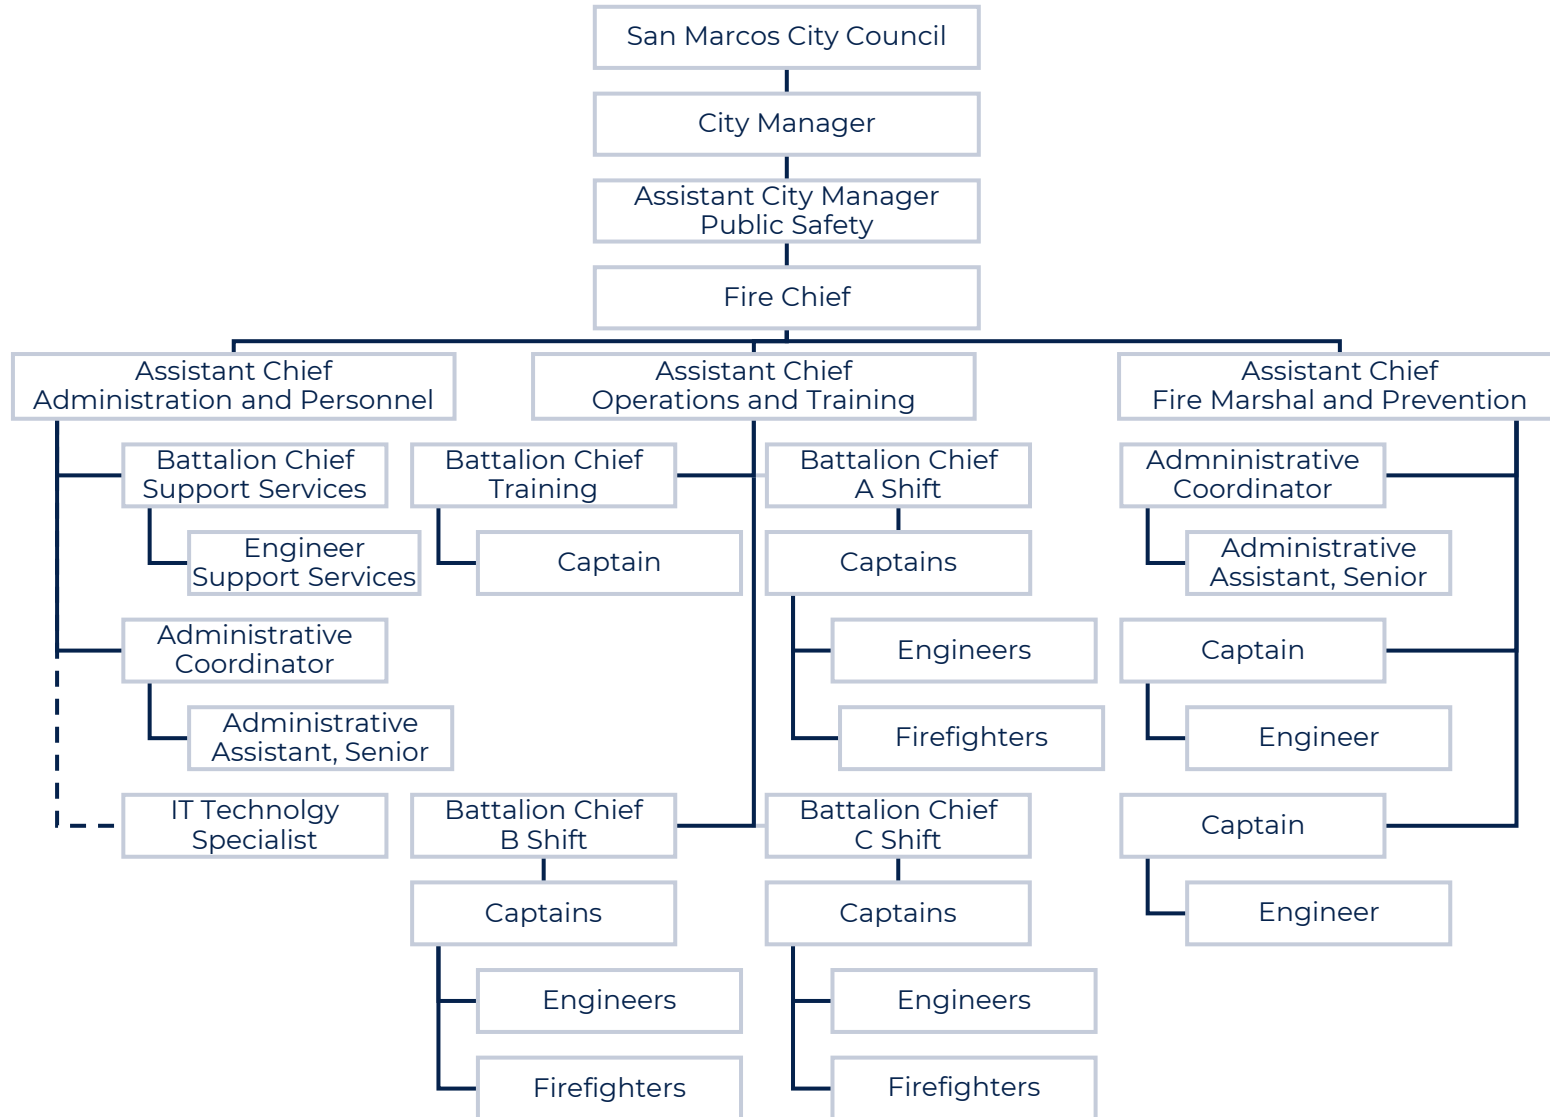 San Marcos City Council
City Manager
Assistant City Manager
Public Safety
Fire Chief
Assistant Chief
Administration and Personnel
Assistant Chief
Operations and Training
Assistant Chief
Fire Marshal and Prevention
Battalion Chief
Support Services
Battalion Chief
Training
Battalion Chief
A Shift
Admninistrative
Coordinator
Engineer
Support Services
Captain
Captains
Administrative
Assistant, Senior
Administrative
Coordinator
Engineers
Captain
Administrative
Assistant, Senior
Firefighters
Engineer
IT Technolgy
Specialist
Battalion Chief
B Shift
Battalion Chief
C Shift
Captain
Captains
Captains
Engineer
Engineers
Engineers
Firefighters
Firefighters